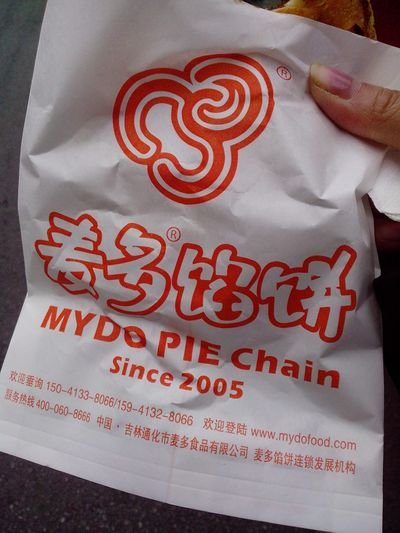 ®
麦多®馅饼
MYDo PIE Chain
Since 2005
欢迎垂询 150-4133-8066/159-4132-8066 欢迎登陆 www.mydofood.com
服务热线 400-060-8666 中国·吉林通化市麦多食品有限公司 麦多馅饼连锁发展机构